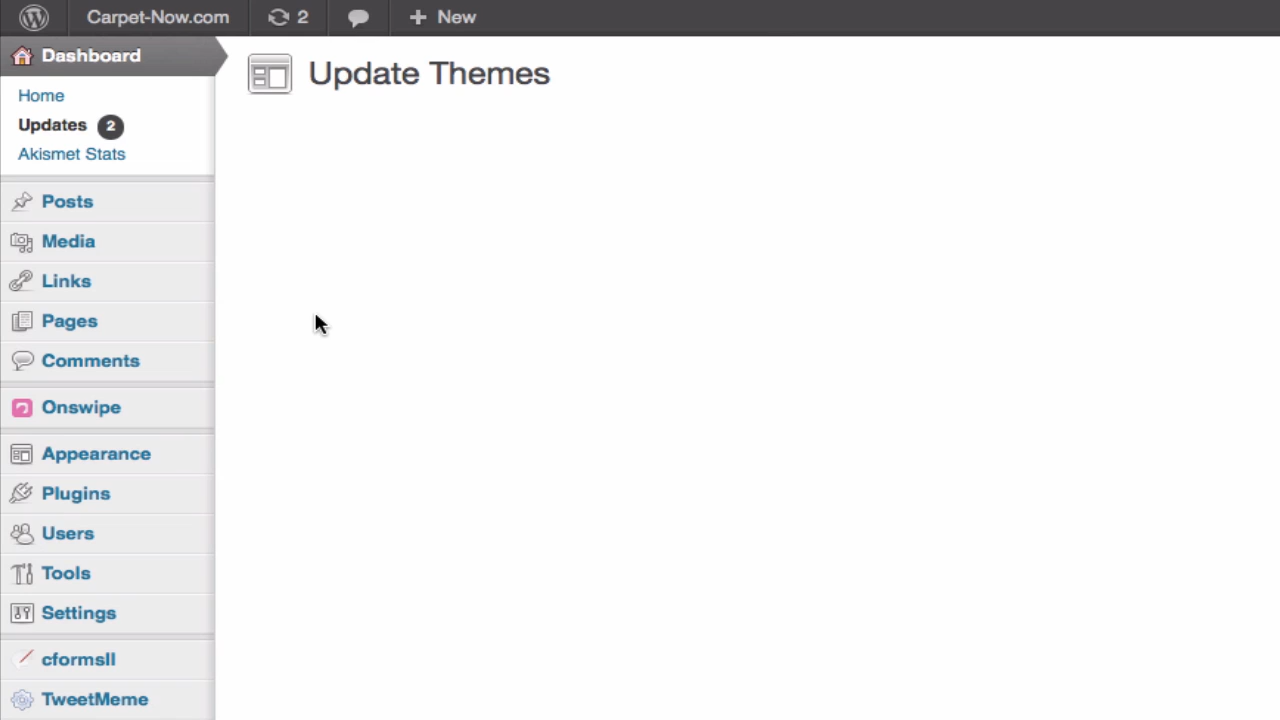 Carpet-Now.com 2 + New
Dashboard
Home
Updates 2
Akismet Stats
Posts
Media
Links
Pages
Comments
Onswipe
Appearance
Plugins
Users
Tools
Settings
cformsII
TweetMeme
Update Themes